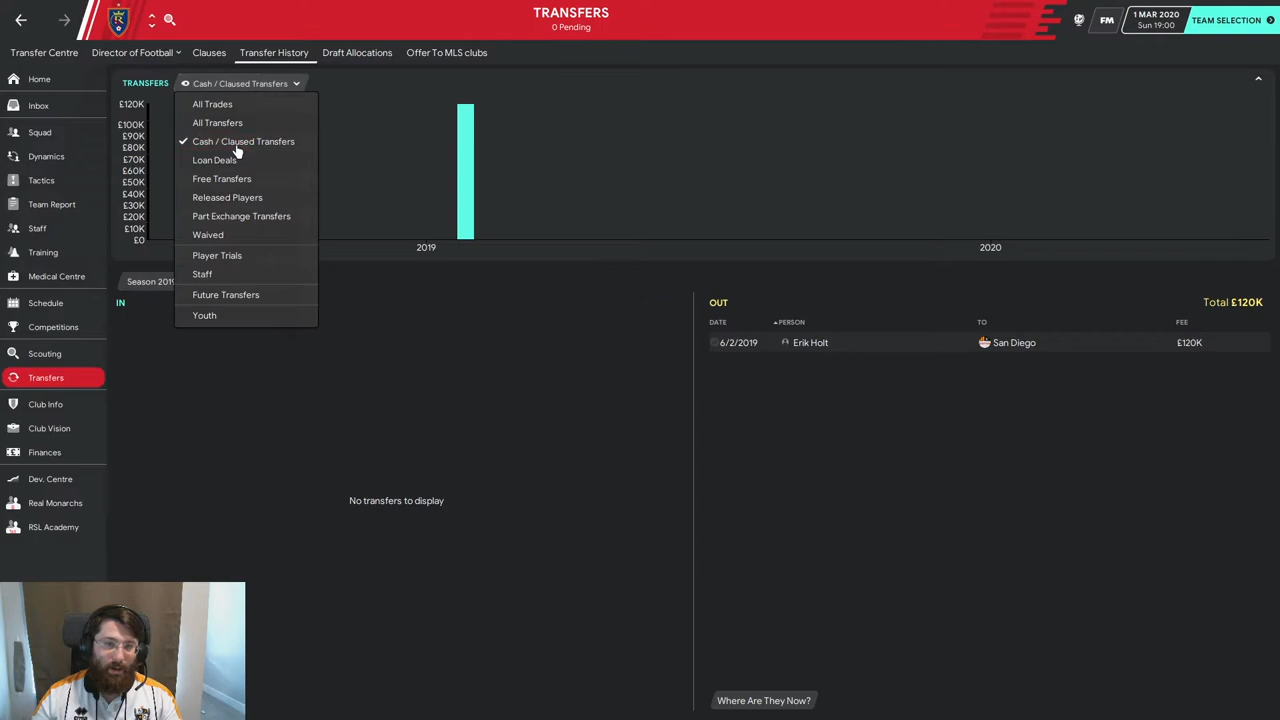 TRANSFERS
0 Pending
FM
1 MAR 2020
Sun 19:00
TEAM SELECTION
Transfer Centre
Director of Football
Clauses
Transfer History
Draft Allocations
Offer To MLS clubs
Home
Inbox
Squad
Dynamics
Tactics
Team Report
Staff
Training
Medical Centre
Schedule
Competitions
Scouting
Transfers
Club Info
Club Vision
Finances
Dev. Centre
Real Monarchs
RSL Academy
TRANSFERS
Cash / Claused Transfers
All Trades
All Transfers
Cash / Claused Transfers
Loan Deals
Free Transfers
Released Players
Part Exchange Transfers
Waived
Player Trials
Staff
Future Transfers
Youth
£120K
£100K
£90K
£80K
£70K
£60K
£50K
£40K
£30K
£20K
£10K
£0
2019
2020
Season 2019
IN
No transfers to display
OUT
Total £120K
DATE PERSON TO FEE
6/2/2019 Erik Holt San Diego £120K
Where Are They Now?